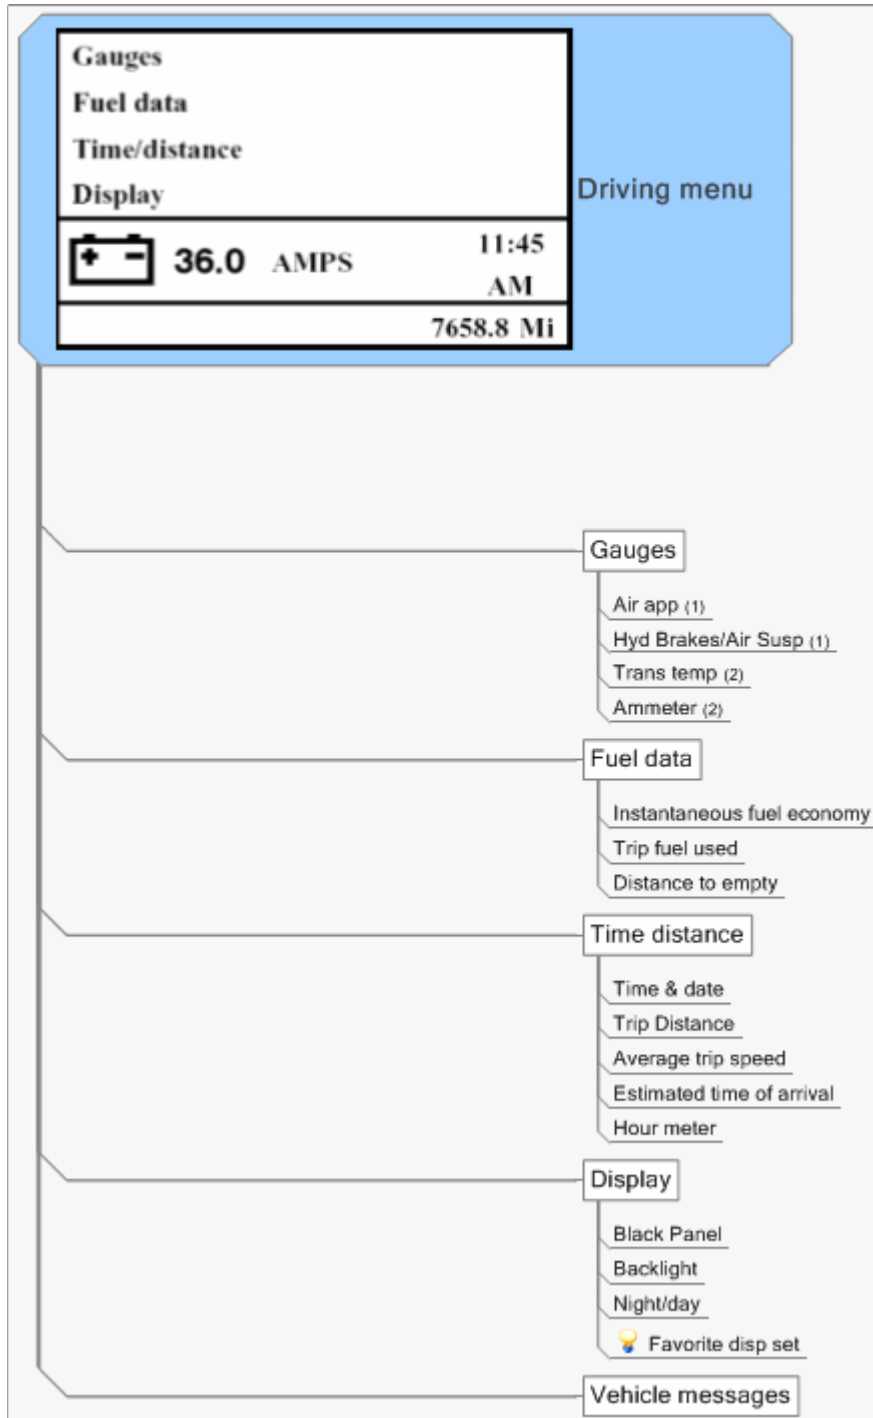 Gauges
Fuel data
Time/distance
Display
Driving menu
+ - 36.0 AMPS 11:45
AM
7658.8 Mi
Gauges
Air app (1)
Hyd Brakes/Air Susp (1)
Trans temp (2)
Ammeter (2)
Fuel data
Instantaneous fuel economy
Trip fuel used
Distance to empty
Time distance
Time & date
Trip Distance
Average trip speed
Estimated time of arrival
Hour meter
Display
Black Panel
Backlight
Night/day
Favorite disp set
Vehicle messages